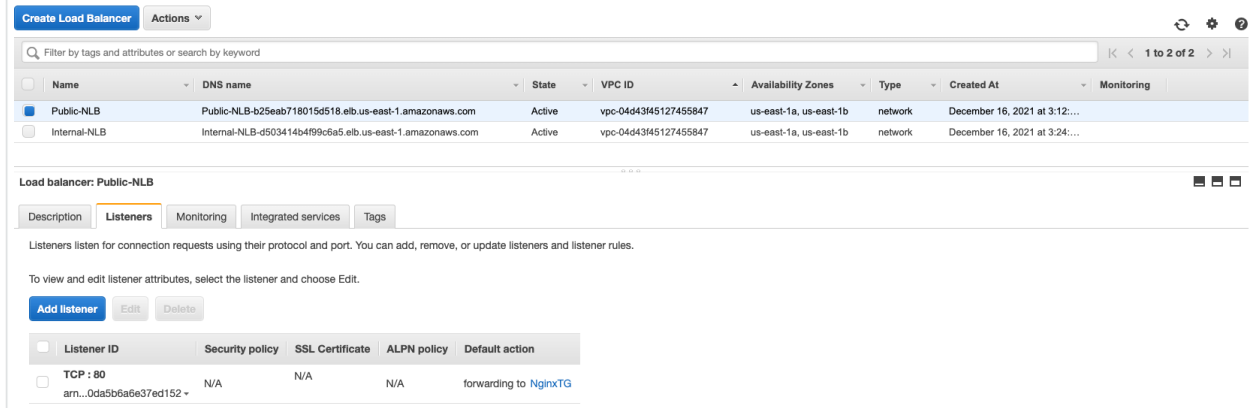 Create Load Balancer Actions
Filter by tags and attributes or search by keyword 1 to 2 of 2
Name DNS name State VPC ID Availability Zones Type Created At Monitoring
Public-NLB Public-NLB-b25eab718015d518.elb.us-east-1.amazonaws.com Active vpc-04d43f45127455847 us-east-1a, us-east-1b network December 16, 2021 at 3:12:...
Internal-NLB Internal-NLB-d503414b4f99c6a5.elb.us-east-1.amazonaws.com Active vpc-04d43f45127455847 us-east-1a, us-east-1b network December 16, 2021 at 3:24:...
Load balancer: Public-NLB
Description Listeners Monitoring Integrated services Tags
Listeners listen for connection requests using their protocol and port. You can add, remove, or update listeners and listener rules.
To view and edit listener attributes, select the listener and choose Edit.
Add listener Edit Delete
Listener ID Security policy SSL Certificate ALPN policy Default action
TCP : 80 N/A N/A N/A forwarding to NginxTG
arn...0da5b6a6e37ed152